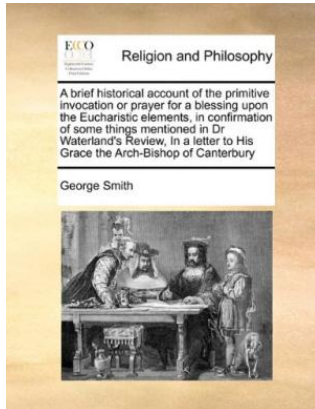 ECCO
Religion and Philosophy
A brief historical account of the primitive
invocation or prayer for a blessing upon
the Eucharistic elements, in confirmation
of some things mentioned in Dr
Waterland's Review, In a letter to His
Grace the Arch-Bishop of Canterbury
George Smith